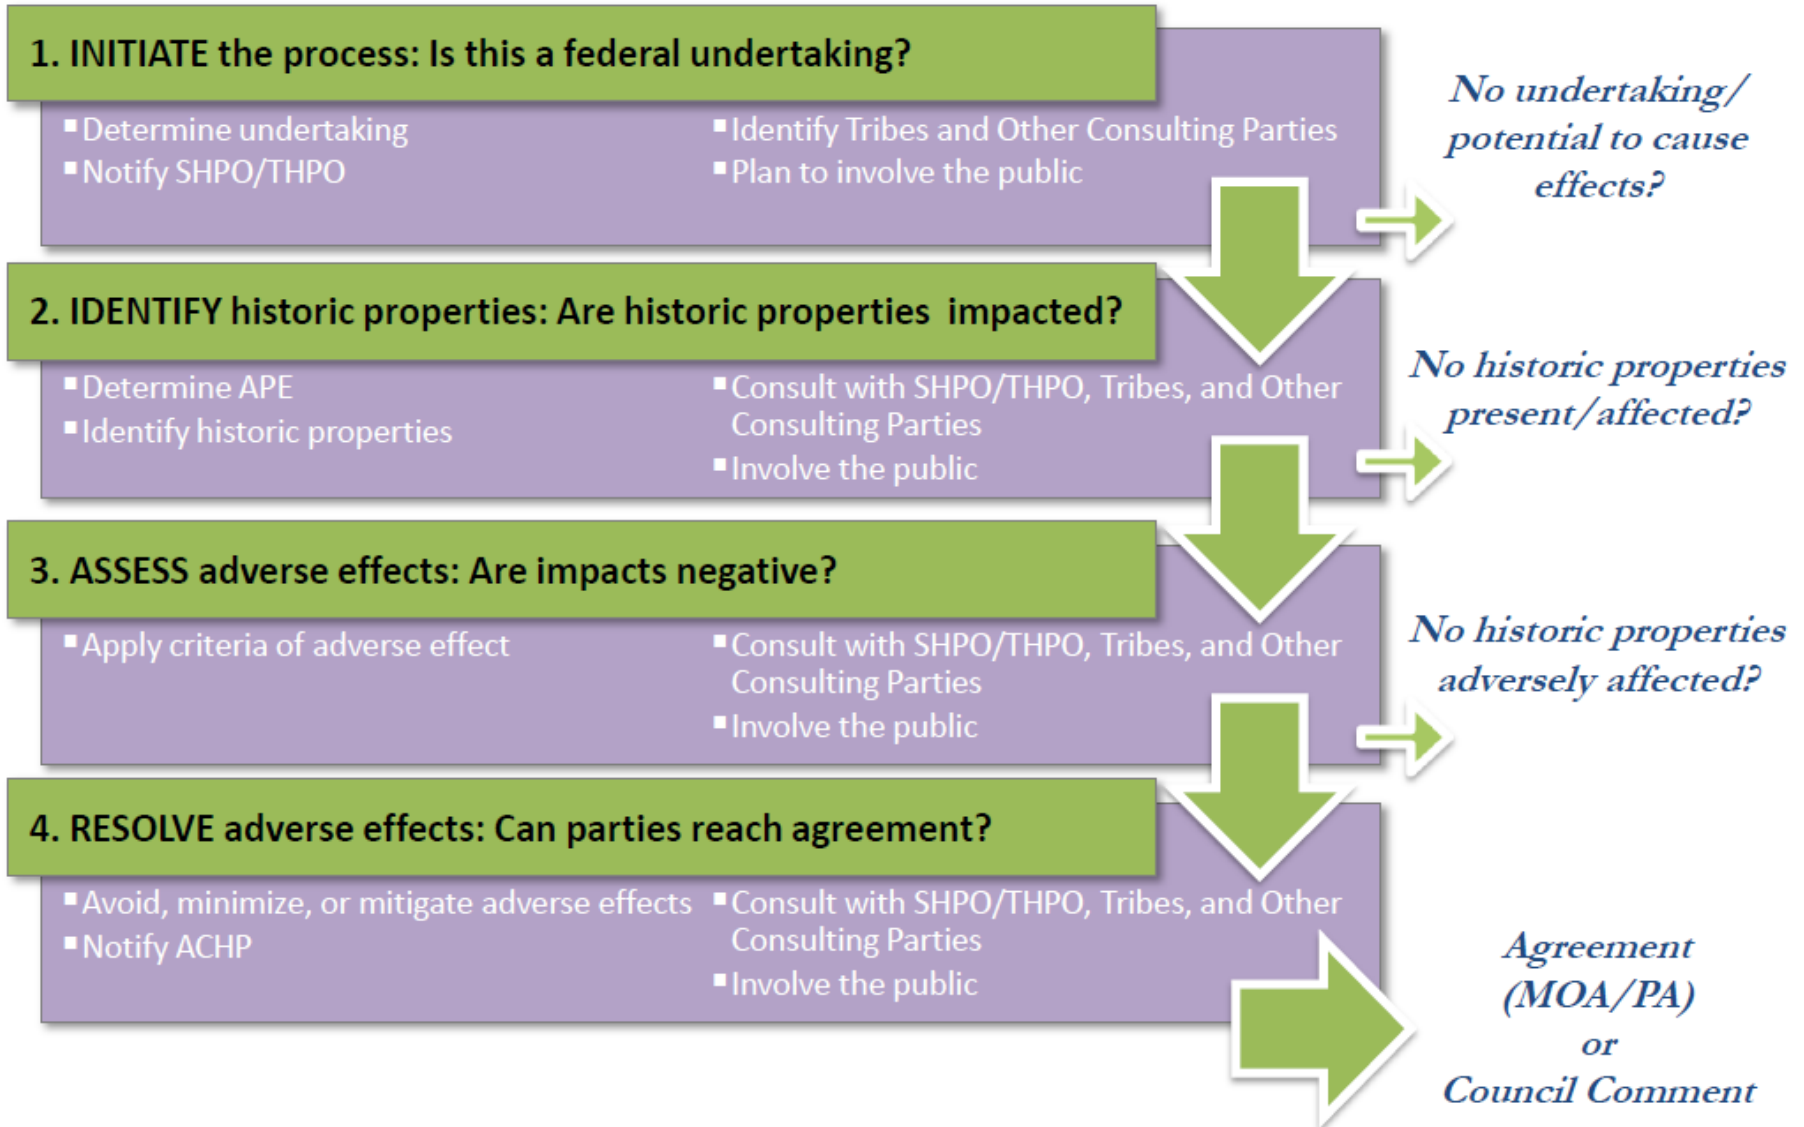 1. INITIATE the process: Is this a federal undertaking?
▪Determine undertaking
▪Notify SHPO/THPO
▪Identify Tribes and Other Consulting Parties
▪Plan to involve the public
No undertaking/
potential to cause
effects?
2. IDENTIFY historic properties: Are historic properties  impacted?
▪Determine APE
▪Identify historic properties
▪Consult with SHPO/THPO, Tribes, and Other
Consulting Parties
▪Involve the public
No historic properties
present/affected?
3. ASSESS adverse effects: Are impacts negative?
▪Apply criteria of adverse effect
▪Consult with SHPO/THPO, Tribes, and Other
Consulting Parties
▪Involve the public
No historic properties
adversely affected?
4. RESOLVE adverse effects: Can parties reach agreement?
▪Avoid, minimize, or mitigate adverse effects
▪Notify ACHP
▪Consult with SHPO/THPO, Tribes, and Other
Consulting Parties
▪Involve the public
Agreement
(MOA/PA)
or
Council Comment